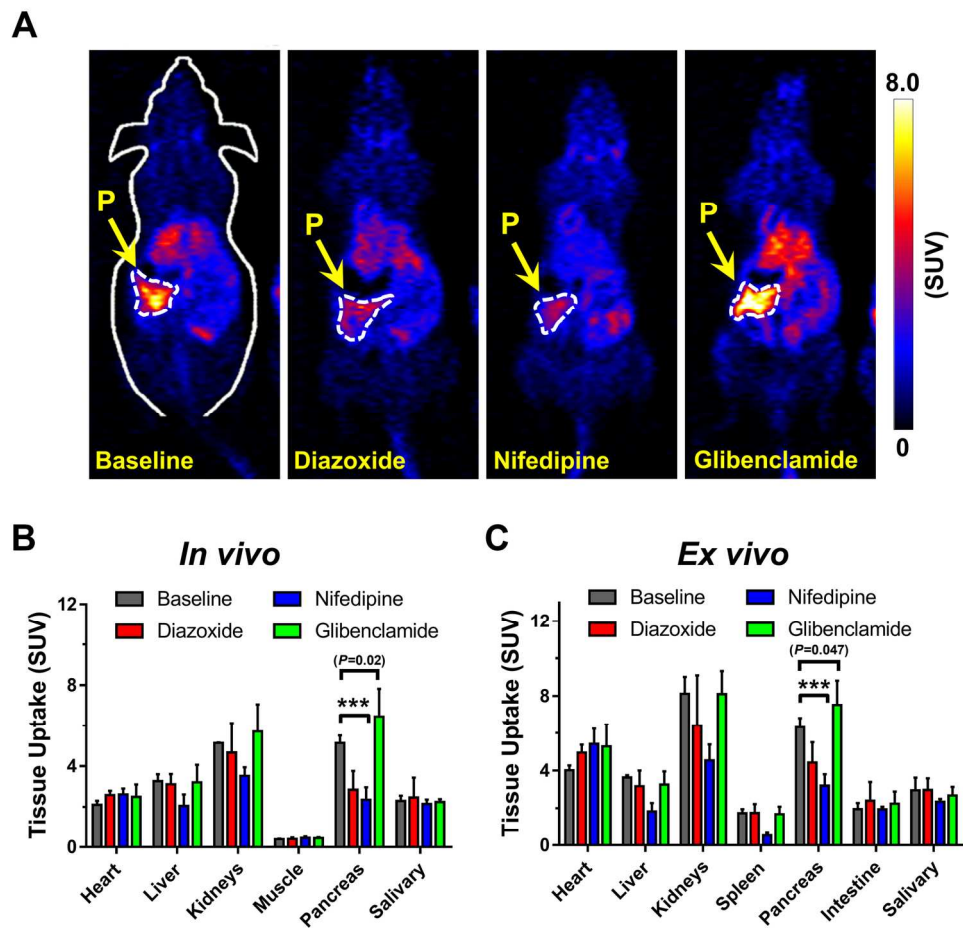 A
P
P
P
P
Baseline
Diazoxide
Nifedipine
Glibenclamide
8.0
(SUV)
0
B
In vivo
Baseline
Nifedipine
Diazoxide
Glibenclamide
(P=0.02)
***
Tissue Uptake (SUV)
12
8
4
0
Heart
Liver
Kidneys
Muscle
Pancreas
Salivary
C
Ex vivo
Baseline
Nifedipine
Diazoxide
Glibenclamide
(P=0.047)
***
Tissue Uptake (SUV)
12
8
4
0
Heart
Liver
Kidneys
Spleen
Pancreas
Intestine
Salivary